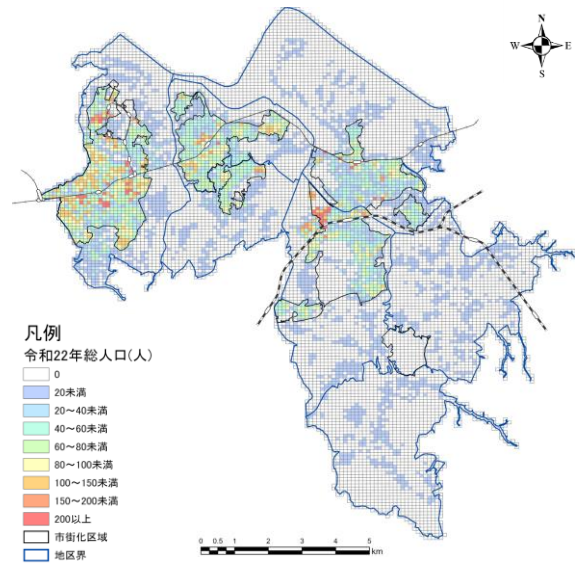 N
W E
S
凡例
令和22年総人口(人)
0
20未満
20～40未満
40～60未満
60～80未満
80～100未満
100～150未満
150～200未満
200以上
市街化区域
地区界
0 0.5 1 2 3 4 5
km